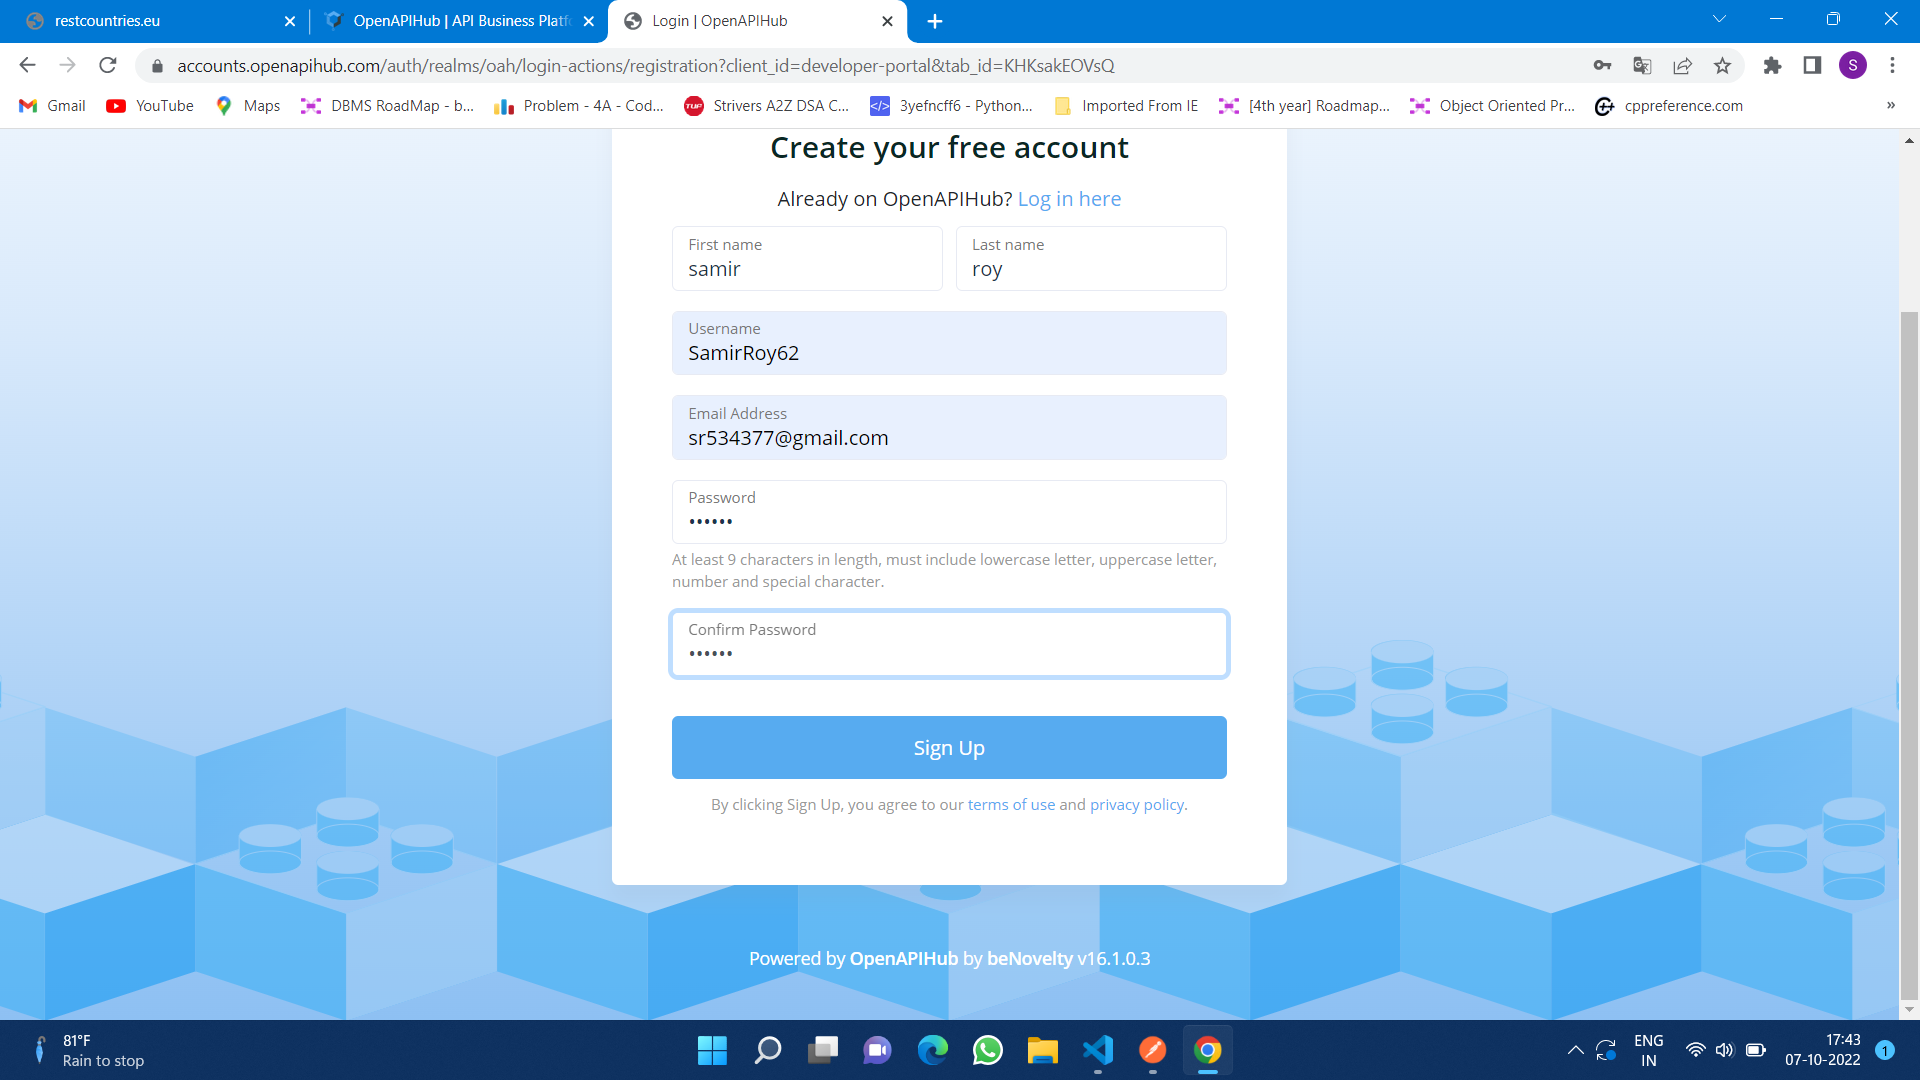 restcountries.eu
OpenAPIHub | API Business Platf
Login | OpenAPIHub
accounts.openapihub.com/auth/realms/oah/login-actions/registration?client_id=developer-portal&tab_id=KHKsakEOVsQ
S
Gmail
YouTube
Maps
DBMS RoadMap - b...
Problem - 4A - Cod...
TUF
Strivers A2Z DSA C...
</>
3yefncff6 - Python...
Imported From IE
[4th year] Roadmap...
Object Oriented Pr...
cppreference.com
»
Create your free account
Already on OpenAPIHub? Log in here
First name
samir
Last name
roy
Username
SamirRoy62
Email Address
sr534377@gmail.com
Password
••••••
At least 9 characters in length, must include lowercase letter, uppercase letter,
number and special character.
Confirm Password
••••••
Sign Up
By clicking Sign Up, you agree to our terms of use and privacy policy.
Powered by OpenAPIHub by beNovelty v16.1.0.3
81°F
Rain to stop
ENG
IN
17:43
07-10-2022
1